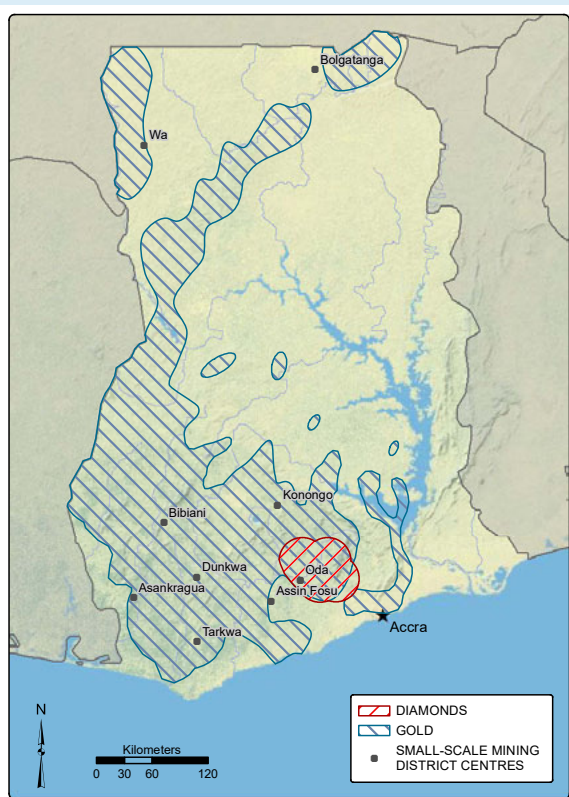 Bolgatanga
Wa
Konongo
Bibiani
Dunkwa
Oda
Asankragua
Assin Fosu
Accra
Tarkwa
N
Kilometers
0 30 60 120
DIAMONDS
GOLD
SMALL-SCALE MINING
DISTRICT CENTRES